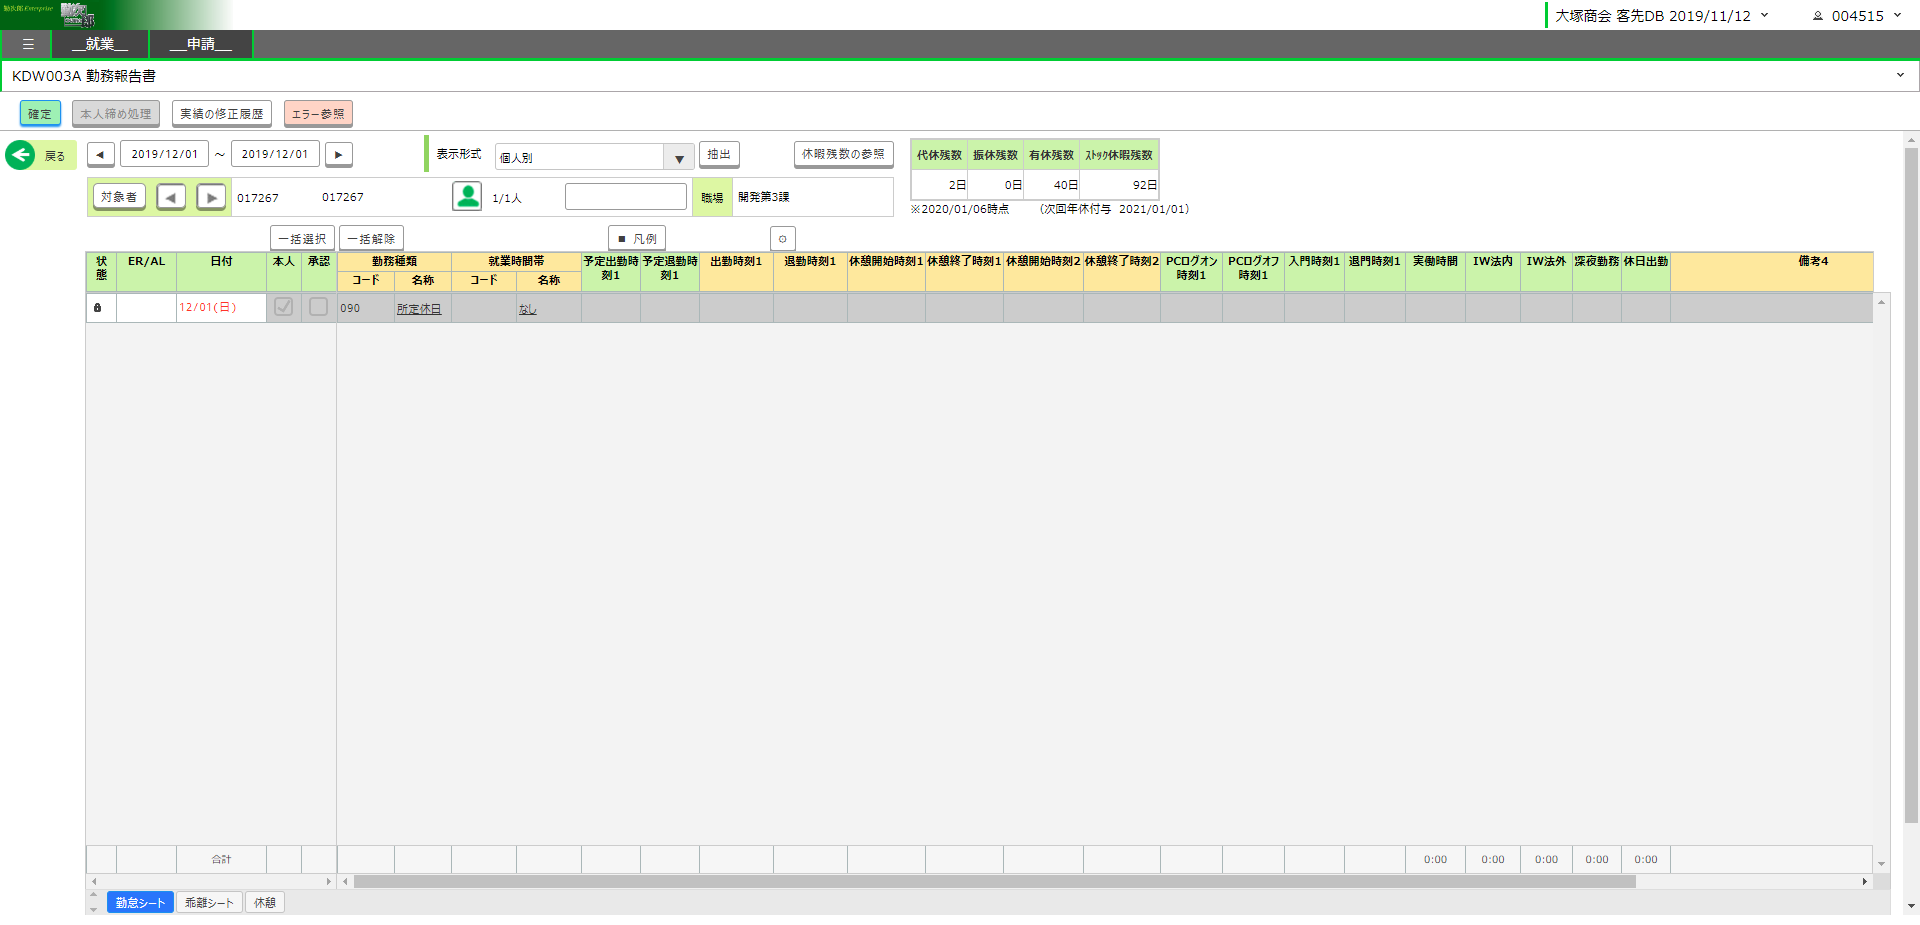 勤次郎 Enterprise
大塚商会 客先DB 2019/11/12
004515
☰ __就業__ __申請__
KDW003A 勤務報告書
確定 本人締め処理 実績の修正履歴 エラー参照
戻る ◀ 2019/12/01 ～ 2019/12/01 ▶ 表示形式 個人別 ▼ 抽出 休暇残数の参照
代休残数 振休残数 有休残数 ｽﾄｯｸ休暇残数
2日 0日 40日 92日
※2020/01/06時点 （次回年休付与 2021/01/01）
対象者 ◀ ▶ 017267 017267 1/1人 職場 開発第3課
一括選択 一括解除 ■ 凡例
状態 ER/AL 日付 本人 承認 勤務種類 就業時間帯 予定出勤時刻1 予定退勤時刻1 出勤時刻1 退勤時刻1 休憩開始時刻1 休憩終了時刻1 休憩開始時刻2 休憩終了時刻2 PCログオン時刻1 PCログオフ時刻1 入門時刻1 退門時刻1 実働時間 IW法内 IW法外 深夜勤務 休日出勤 備考4
コード 名称 コード 名称
12/01(日) 090 所定休日 なし
合計 0:00 0:00 0:00 0:00 0:00
勤怠シート 乖離シート 休憩